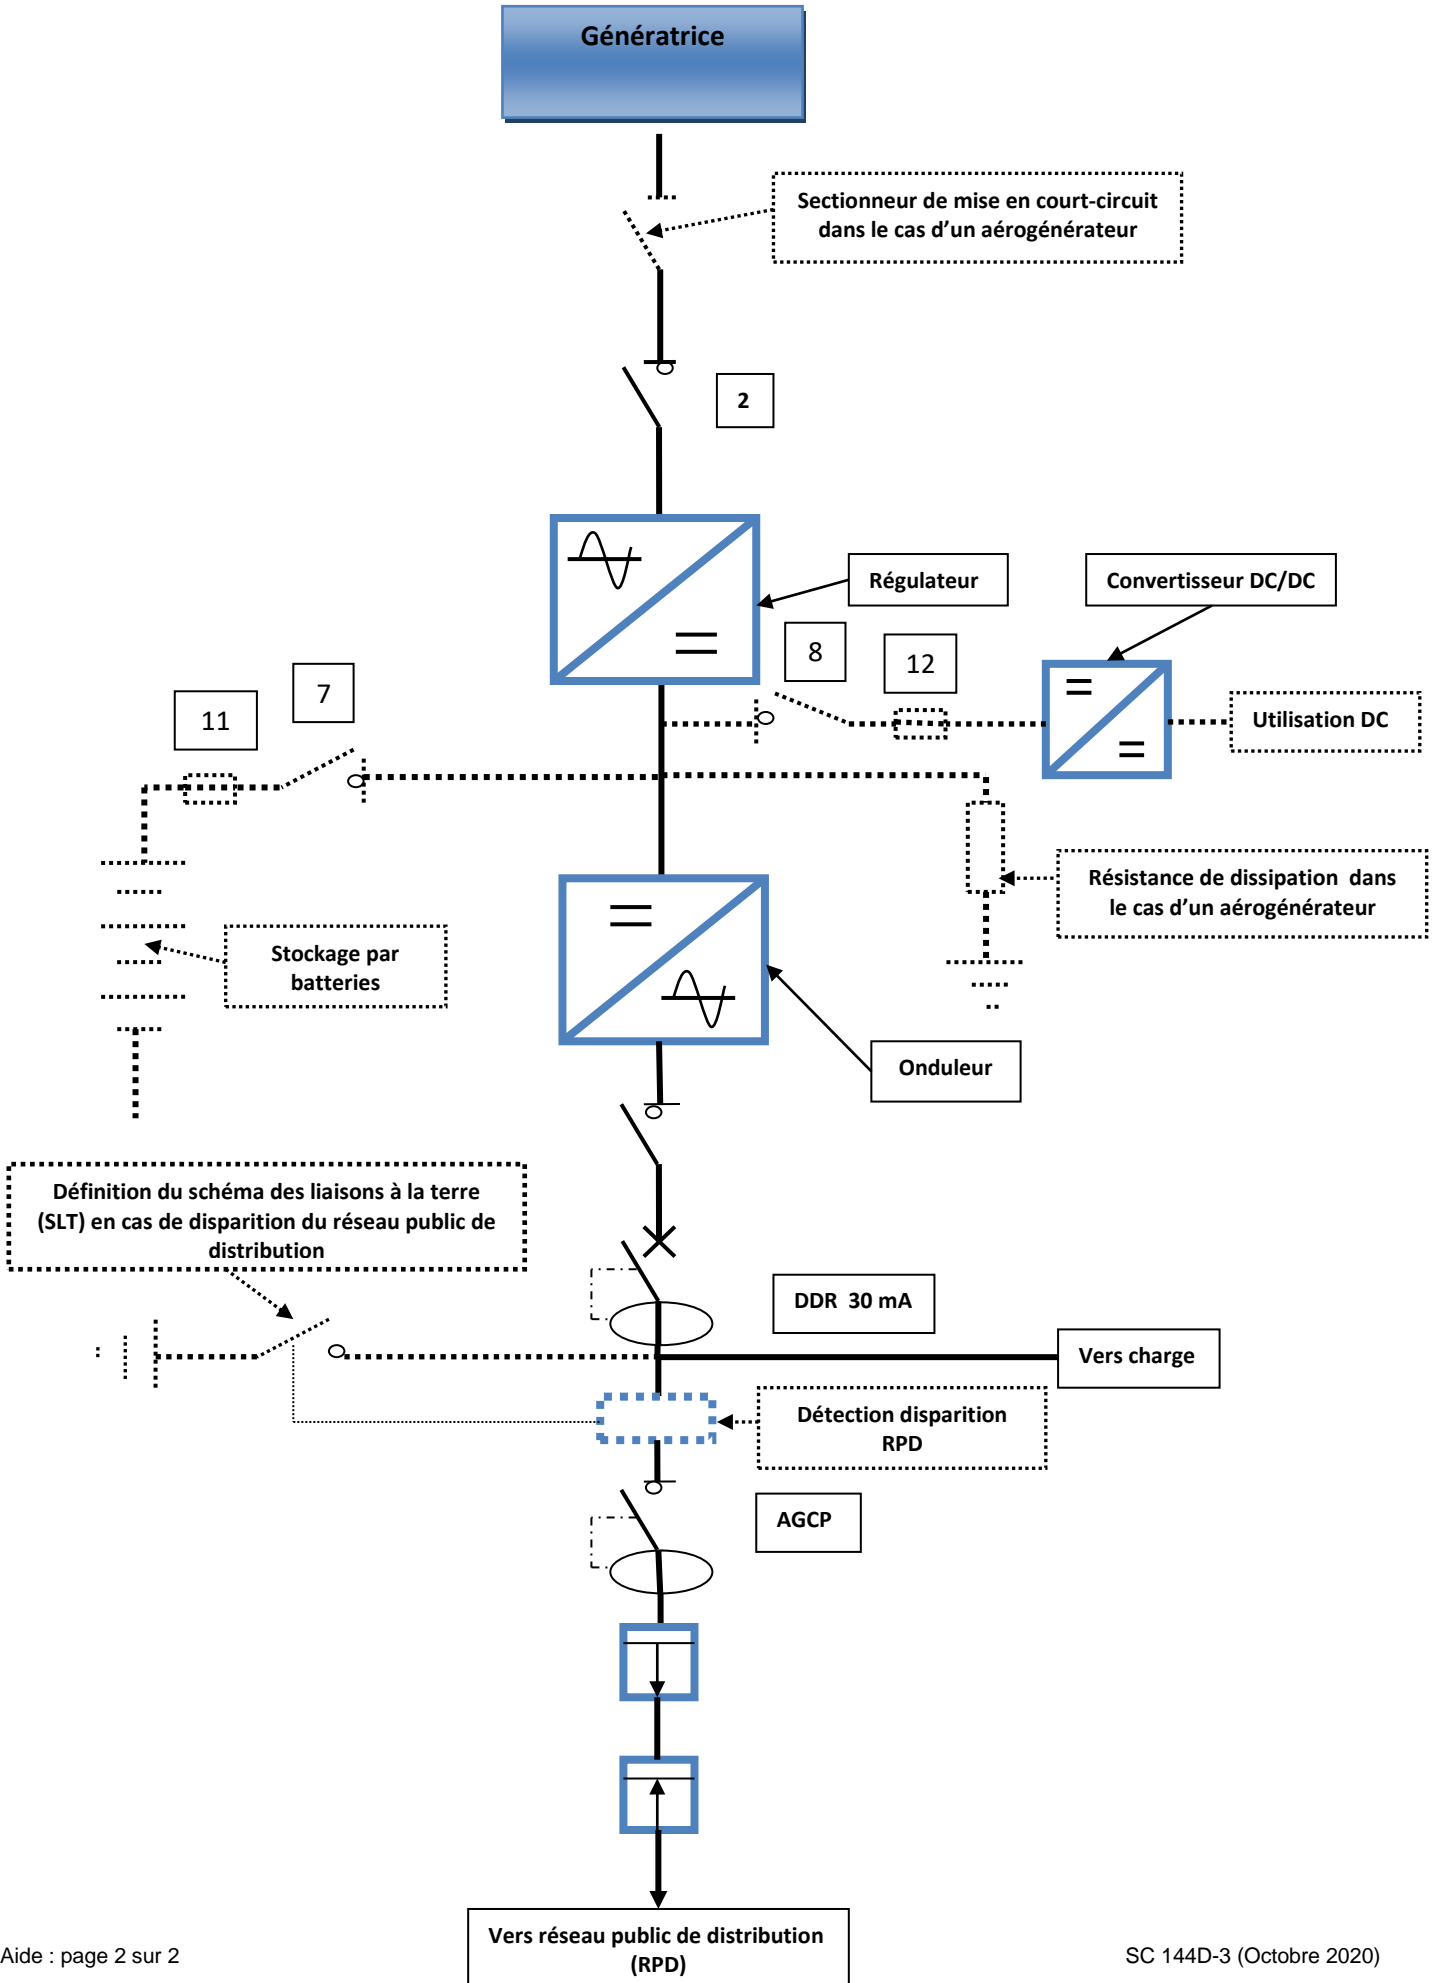 Génératrice
Sectionneur de mise en court-circuit
dans le cas d’un aérogénérateur
2
Régulateur
Convertisseur DC/DC
8
12
7
11
Utilisation DC
Résistance de dissipation dans
le cas d’un aérogénérateur
Stockage par
batteries
Onduleur
Définition du schéma des liaisons à la terre
(SLT) en cas de disparition du réseau public de
distribution
DDR 30 mA
Vers charge
Détection disparition
RPD
AGCP
Vers réseau public de distribution
(RPD)
Aide : page 2 sur 2
SC 144D-3 (Octobre 2020)